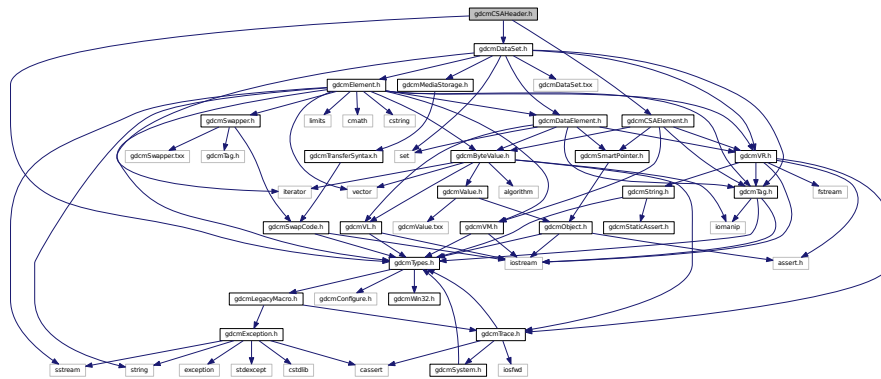 gdcmCSAHeader.h
gdcmDataSet.h
gdcmElement.h
gdcmMediaStorage.h
gdcmDataSet.txx
gdcmSwapper.h
limits
cmath
cstring
gdcmDataElement.h
gdcmCSAElement.h
gdcmSwapper.txx
gdcmTag.h
gdcmTransferSyntax.h
set
gdcmByteValue.h
gdcmSmartPointer.h
gdcmVR.h
iterator
vector
gdcmValue.h
algorithm
gdcmString.h
gdcmTag.h
fstream
gdcmSwapCode.h
gdcmVL.h
gdcmValue.txx
gdcmVM.h
gdcmObject.h
gdcmStaticAssert.h
iomanip
gdcmTypes.h
iostream
assert.h
gdcmLegacyMacro.h
gdcmConfigure.h
gdcmWin32.h
gdcmException.h
gdcmTrace.h
sstream
string
exception
stdexcept
cstdlib
cassert
gdcmSystem.h
iosfwd